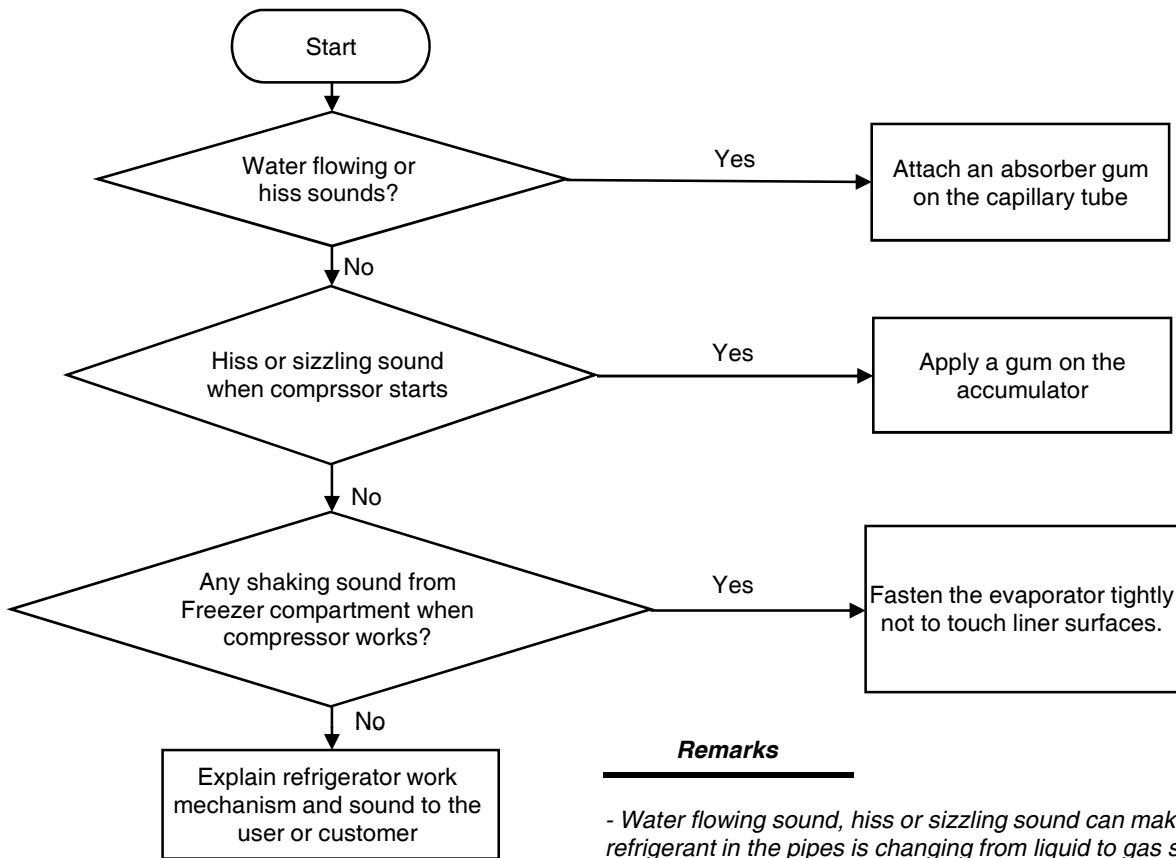 Start
Water flowing or
hiss sounds?
Yes
Attach an absorber gum
on the capillary tube
No
Hiss or sizzling sound
when comprssor starts
Yes
Apply a gum on the
accumulator
No
Any shaking sound from
Freezer compartment when
compressor works?
Yes
Fasten the evaporator tightly
not to touch liner surfaces.
No
Explain refrigerator work
mechanism and sound to the
user or customer
Remarks
- Water flowing sound, hiss or sizzling sound can mak
refrigerant in the pipes is changing from liquid to gas s